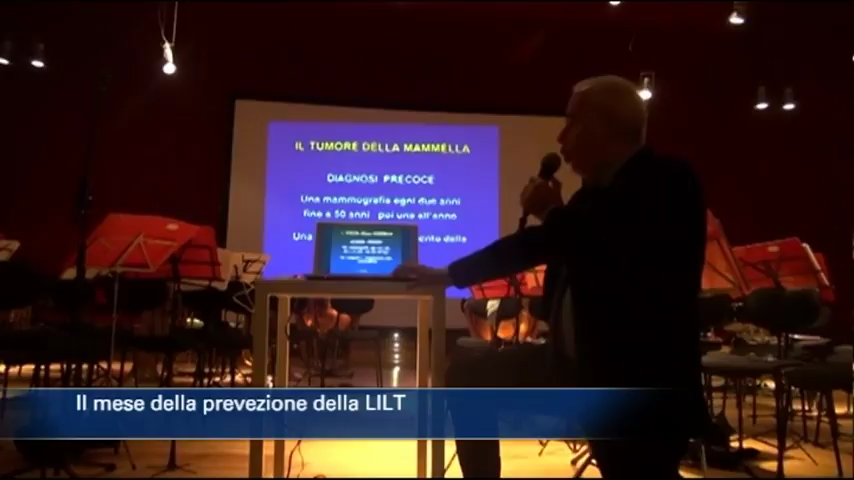 IL TUMORE DELLA MAMMELLA
DIAGNOSI PRECOCE
Una mammografia ogni due anni
fino a 50 anni poi una all'anno
Una
della
Il mese della prevezione della LILT